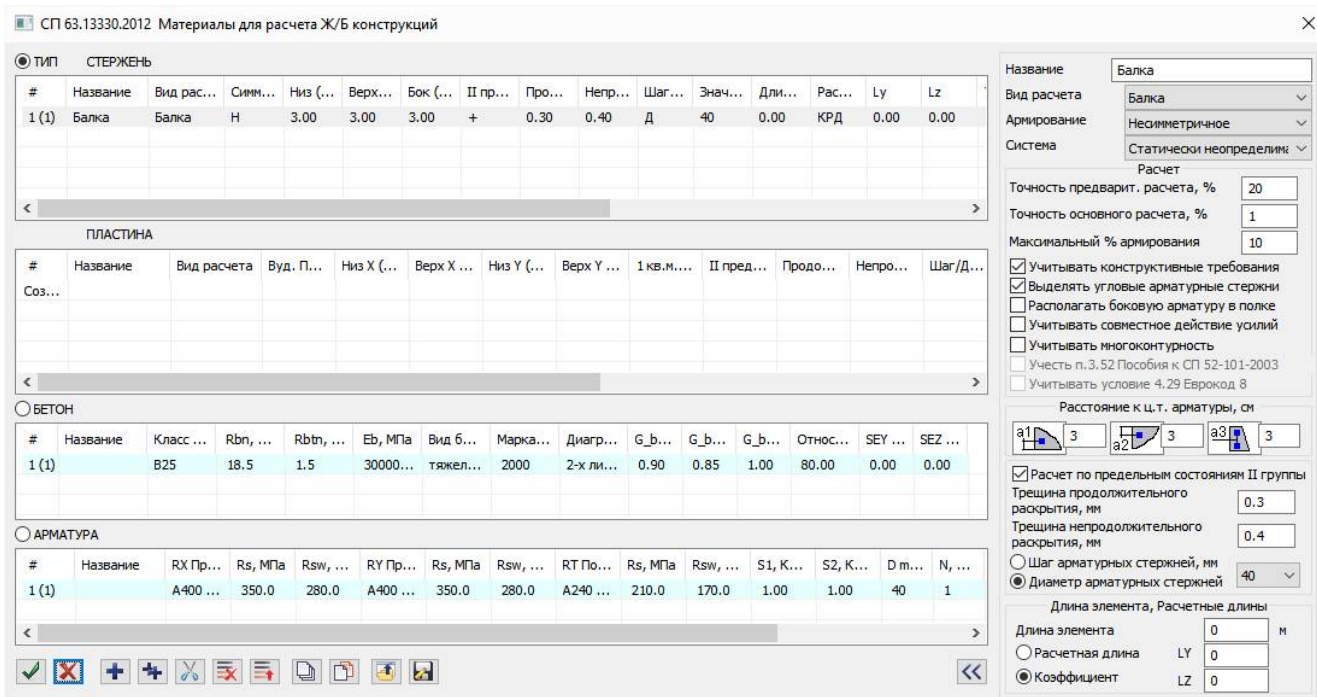 СП 63.13330.2012 Материалы для расчета Ж/Б конструкций
ТИП СТЕРЖЕНЬ
# Название Вид рас... Симм... Низ (... Верх... Бок (... II пр... Про... Непр... Шаг... Знач... Дли... Рас... Ly Lz
1 (1) Балка Балка Н 3.00 3.00 3.00 + 0.30 0.40 Д 40 0.00 КРД 0.00 0.00
ПЛАСТИНА
# Название Вид расчета Вуд. П... Низ X (... Верх X ... Низ Y (... Верх Y ... 1 кв.м.... II пред... Продо... Непро... Шаг/Д...
Соз...
БЕТОН
# Название Класс ... Rbn, ... Rbtn, ... Eb, МПа Вид б... Марка... Диагр... G_b... G_b... G_b... Относ... SEY ... SEZ ...
1 (1) B25 18.5 1.5 30000... тяжел... 2000 2-х ли... 0.90 0.85 1.00 80.00 0.00 0.00
АРМАТУРА
# Название RX Пр... Rs, МПа Rsw, ... RY Пр... Rs, МПа Rsw, ... RT По... Rs, МПа Rsw, ... S1, К... S2, К... D m... N, ...
1 (1) A400 ... 350.0 280.0 A400 ... 350.0 280.0 A240 ... 210.0 170.0 1.00 1.00 40 1
Название Балка
Вид расчета Балка
Армирование Несимметричное
Система Статически неопределима
Расчет
Точность предварит. расчета, % 20
Точность основного расчета, % 1
Максимальный % армирования 10
Учитывать конструктивные требования
Выделять угловые арматурные стержни
Располагать боковую арматуру в полке
Учитывать совместное действие усилий
Учитывать многоконтурность
Учесть п.3.52 Пособия к СП 52-101-2003
Учитывать условие 4.29 Еврокод 8
Расстояние к ц.т. арматуры, см
a1 3 a2 3 a3 3
Расчет по предельным состояниям II группы
Трещина продолжительного
раскрытия, мм 0.3
Трещина непродолжительного
раскрытия, мм 0.4
Шаг арматурных стержней, мм
Диаметр арматурных стержней 40
Длина элемента, Расчетные длины
Длина элемента 0 м
Расчетная длина LY 0
Коэффициент LZ 0